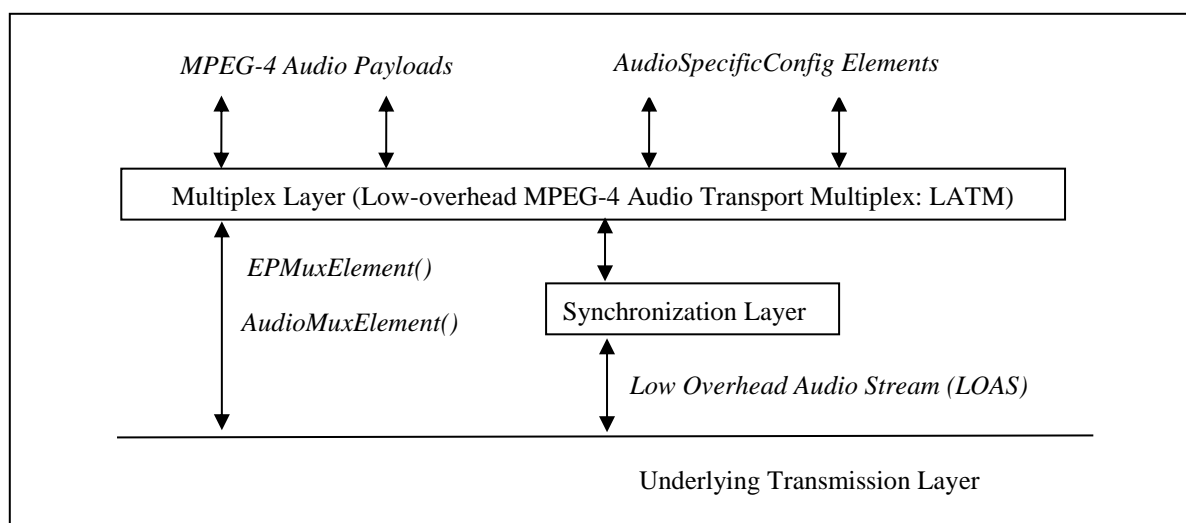 MPEG-4 Audio Payloads
AudioSpecificConfig Elements
Multiplex Layer (Low-overhead MPEG-4 Audio Transport Multiplex: LATM)
EPMuxElement()
AudioMuxElement()
Synchronization Layer
Low Overhead Audio Stream (LOAS)
Underlying Transmission Layer